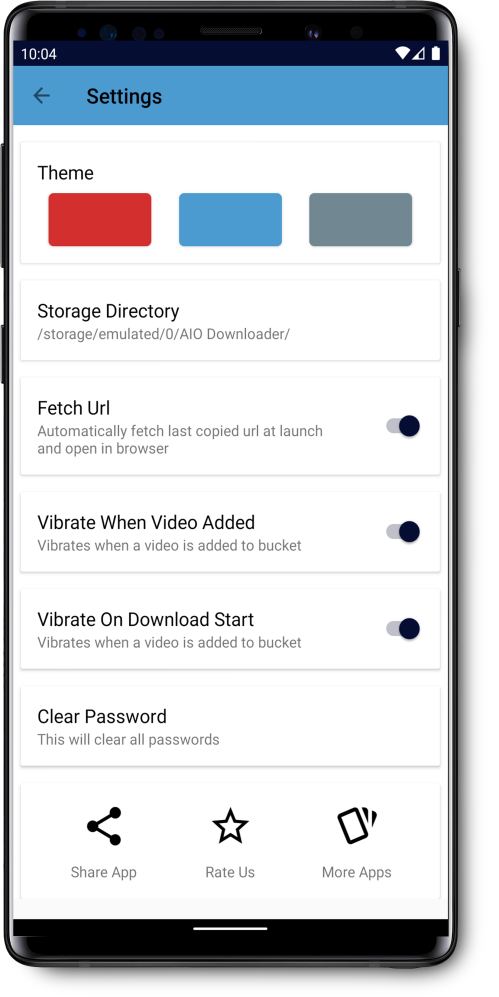 10:04
Settings
Theme
Storage Directory
/storage/emulated/0/AIO Downloader/
Fetch Url
Automatically fetch last copied url at launch
and open in browser
Vibrate When Video Added
Vibrates when a video is added to bucket
Vibrate On Download Start
Vibrates when a video is added to bucket
Clear Password
This will clear all passwords
Share App
Rate Us
More Apps